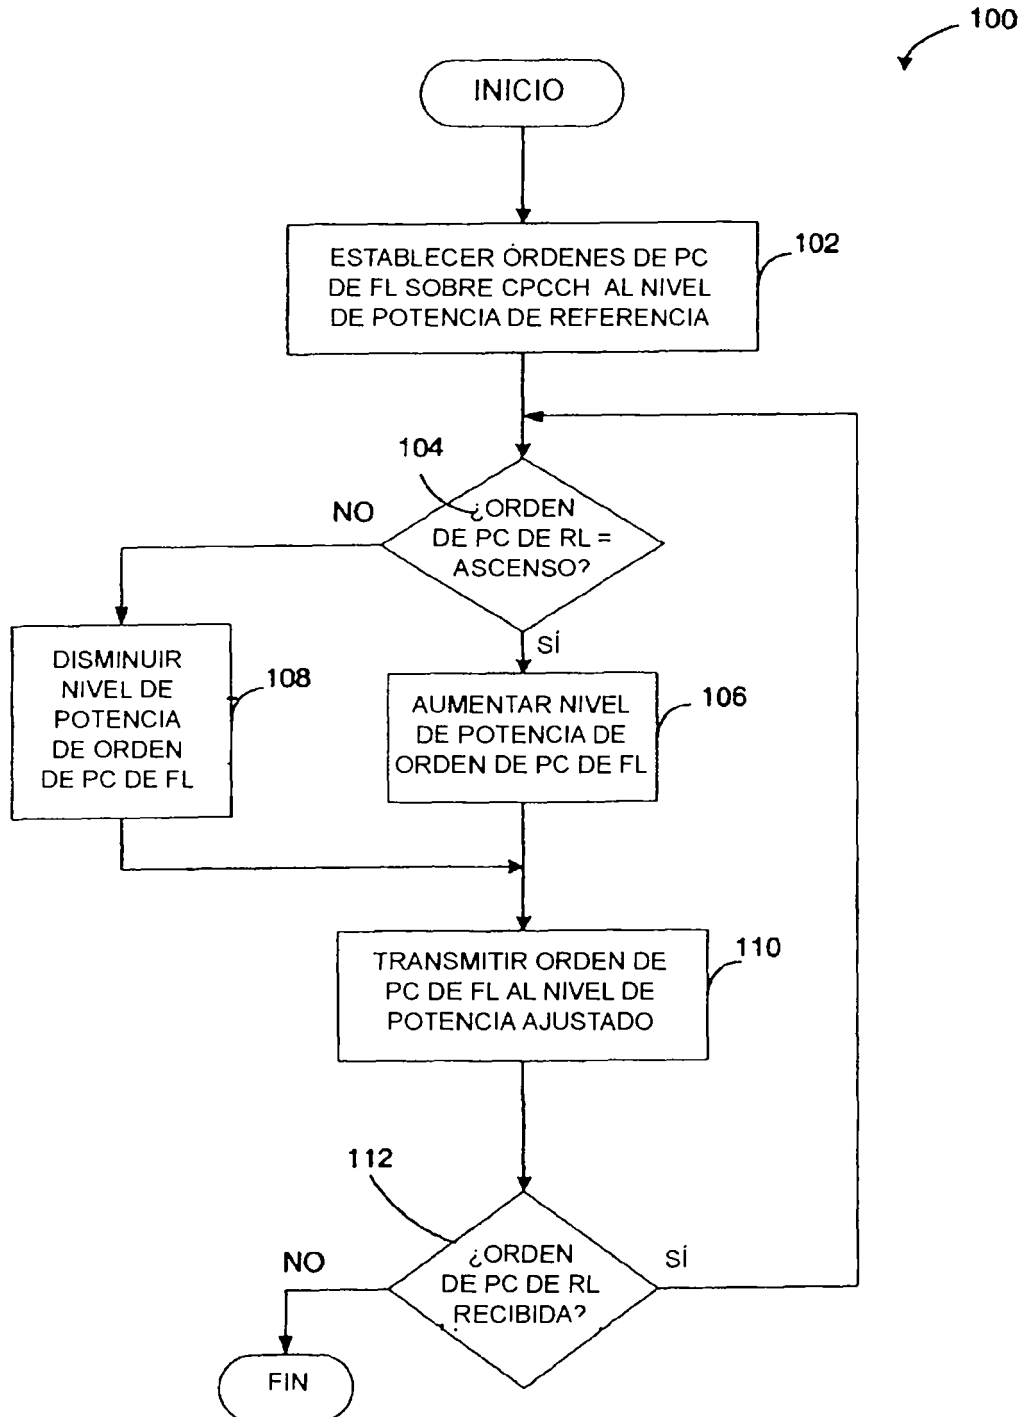 100
INICIO
ESTABLECER ÓRDENES DE PC
DE FL SOBRE CPCCH AL NIVEL
DE POTENCIA DE REFERENCIA
102
104
¿ORDEN
DE PC DE RL =
ASCENSO?
NO
SÍ
DISMINUIR
NIVEL DE
POTENCIA
DE ORDEN
DE PC DE FL
108
AUMENTAR NIVEL
DE POTENCIA DE
ORDEN DE PC DE FL
106
TRANSMITIR ORDEN DE
PC DE FL AL NIVEL DE
POTENCIA AJUSTADO
110
112
¿ORDEN
DE PC DE RL
RECIBIDA?
NO
SÍ
FIN